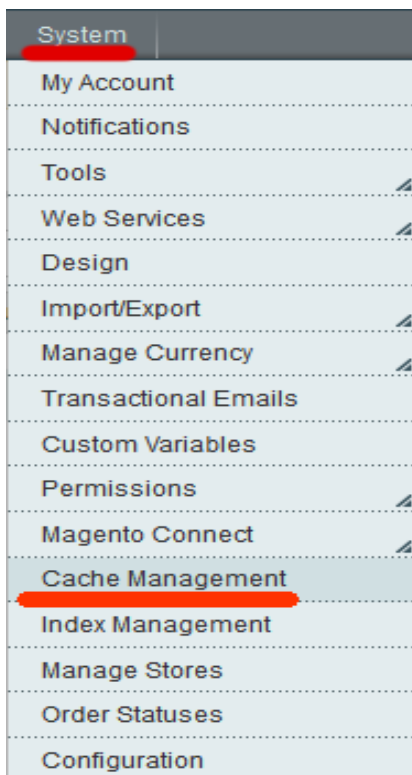 System
My Account
Notifications
Tools
Web Services
Design
Import/Export
Manage Currency
Transactional Emails
Custom Variables
Permissions
Magento Connect
Cache Management
Index Management
Manage Stores
Order Statuses
Configuration